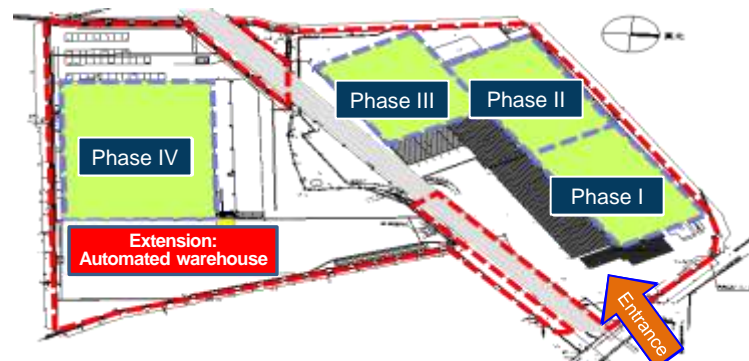 Phase III
Phase II
Phase IV
Phase I
Extension:
Automated warehouse
Entrance